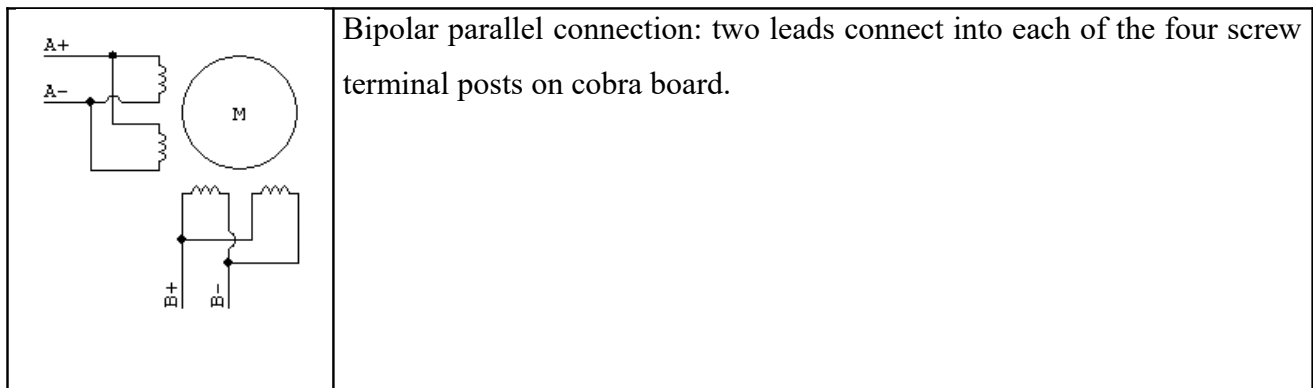 A+
A-
M
B+
B-
Bipolar parallel connection: two leads connect into each of the four screw
terminal posts on cobra board.